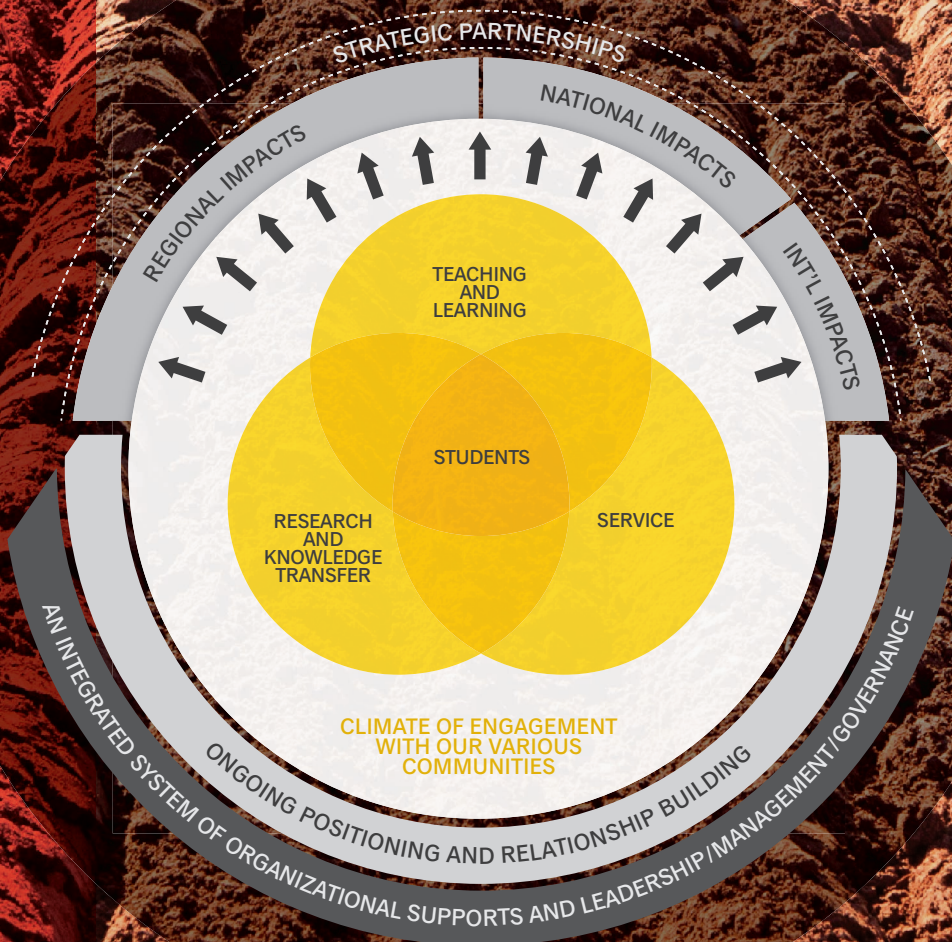 STRATEGIC PARTNERSHIPS
REGIONAL IMPACTS
NATIONAL IMPACTS
INT'L IMPACTS
TEACHING
AND
LEARNING
STUDENTS
RESEARCH
AND
KNOWLEDGE
TRANSFER
SERVICE
CLIMATE OF ENGAGEMENT
WITH OUR VARIOUS
COMMUNITIES
ONGOING POSITIONING AND RELATIONSHIP BUILDING
AN INTEGRATED SYSTEM OF ORGANIZATIONAL SUPPORTS AND LEADERSHIP/MANAGEMENT/GOVERNANCE